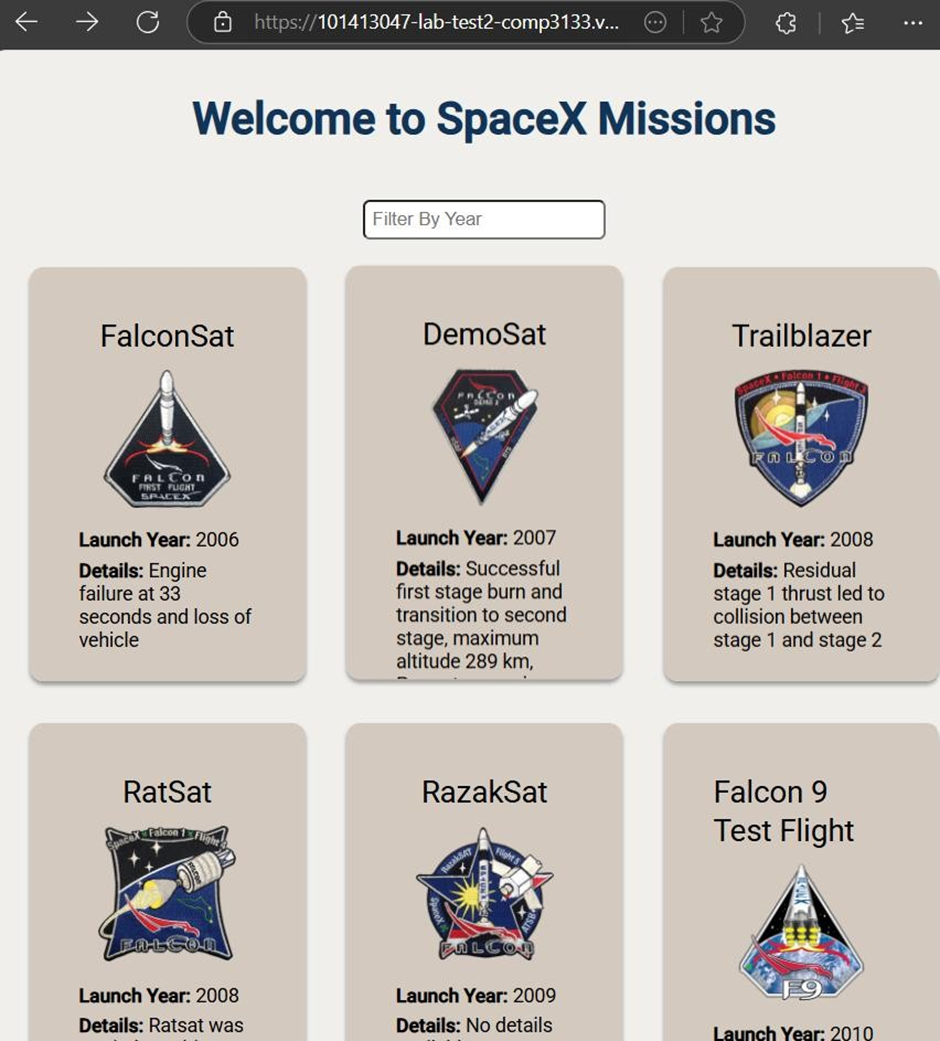 https://101413047-lab-test2-comp3133.v...
Welcome to SpaceX Missions
Filter By Year
FalconSat
FALCON
FIRST FLIGHT
SPACEX
Launch Year: 2006
Details: Engine
failure at 33
seconds and loss of
vehicle
DemoSat
FALCON
DEMO 2
Launch Year: 2007
Details: Successful
first stage burn and
transition to second
stage, maximum
altitude 289 km,
Trailblazer
SpaceX • Falcon 1 • Flight 3
FALCON
Launch Year: 2008
Details: Residual
stage 1 thrust led to
collision between
stage 1 and stage 2
RatSat
SpaceX Falcon 1 Flight 4
FALCON
Launch Year: 2008
Details: Ratsat was
RazakSat
SpaceX RazakSAT Flight 5 ATSB
FALCON
Launch Year: 2009
Details: No details
Falcon 9
Test Flight
F9
Launch Year: 2010